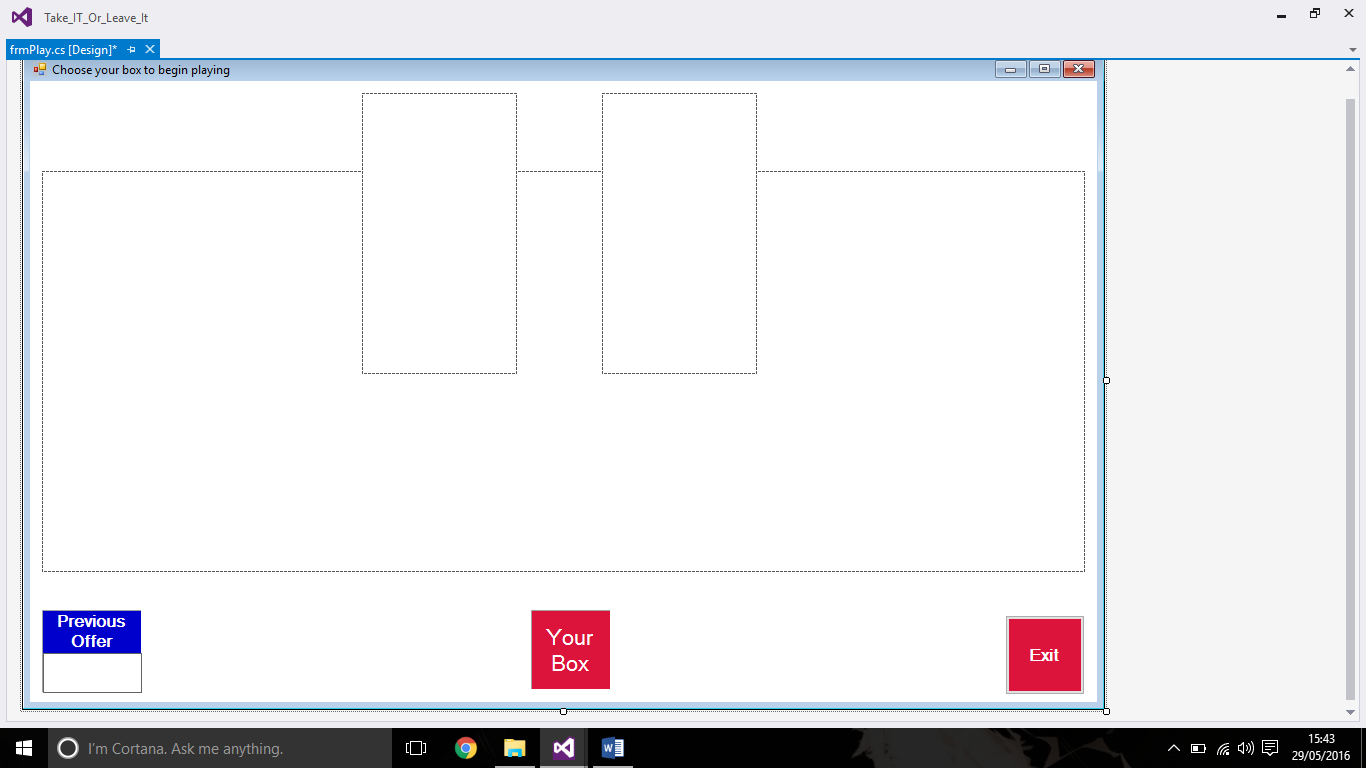 Take_IT_Or_Leave_It
frmPlay.cs [Design]*
Choose your box to begin playing
Previous
Offer
Your
Box
Exit
I'm Cortana. Ask me anything.
15:43
29/05/2016